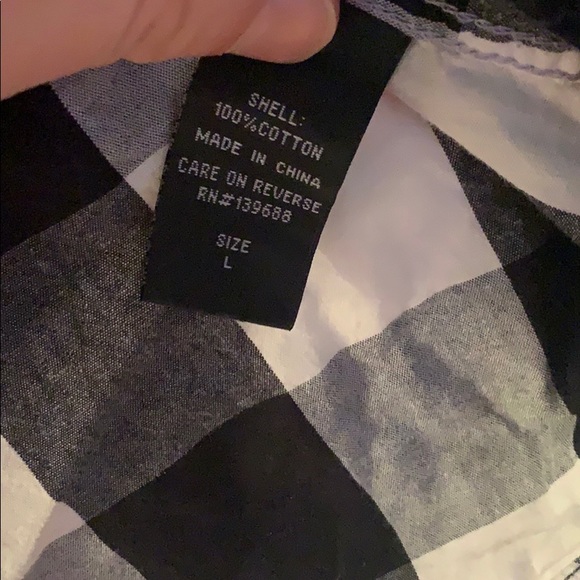 SHELL:
100%COTTON
MADE IN CHINA
CARE ON REVERSE
RN#139688
SIZE
L